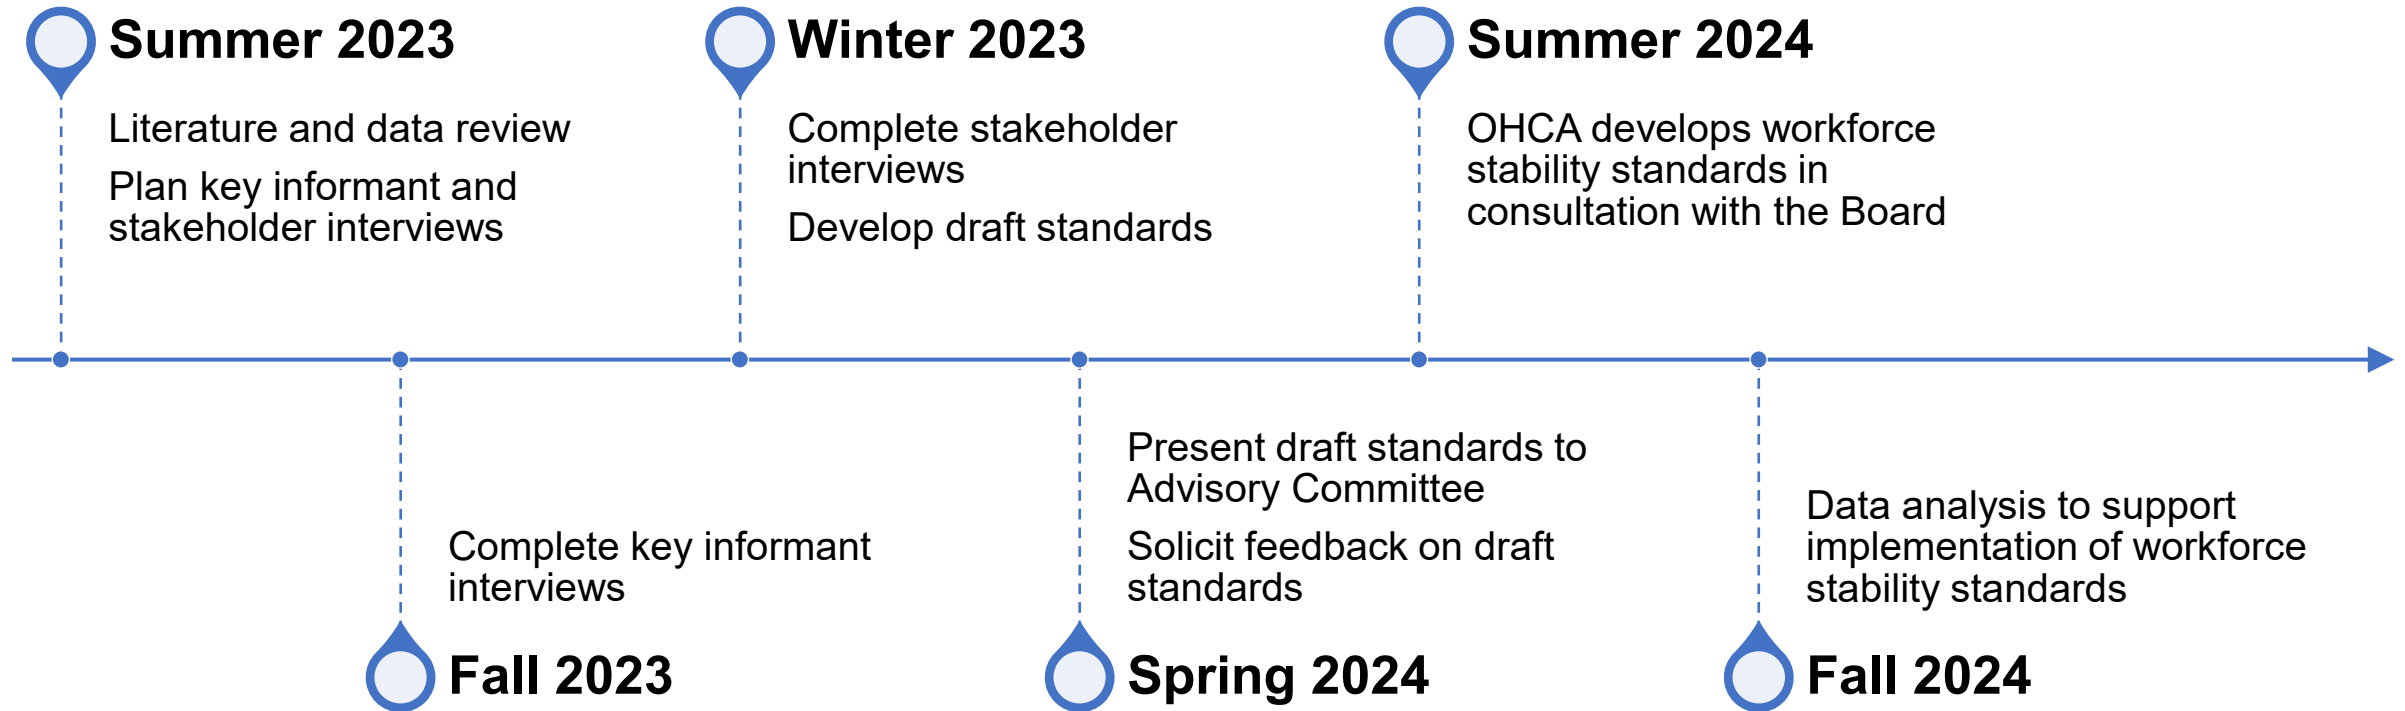 Summer 2023
Literature and data review
Plan key informant and
stakeholder interviews
Winter 2023
Complete stakeholder
interviews
Develop draft standards
Summer 2024
OHCA develops workforce
stability standards in
consultation with the Board
Complete key informant
interviews
Fall 2023
Present draft standards to
Advisory Committee
Solicit feedback on draft
standards
Spring 2024
Data analysis to support
implementation of workforce
stability standards
Fall 2024